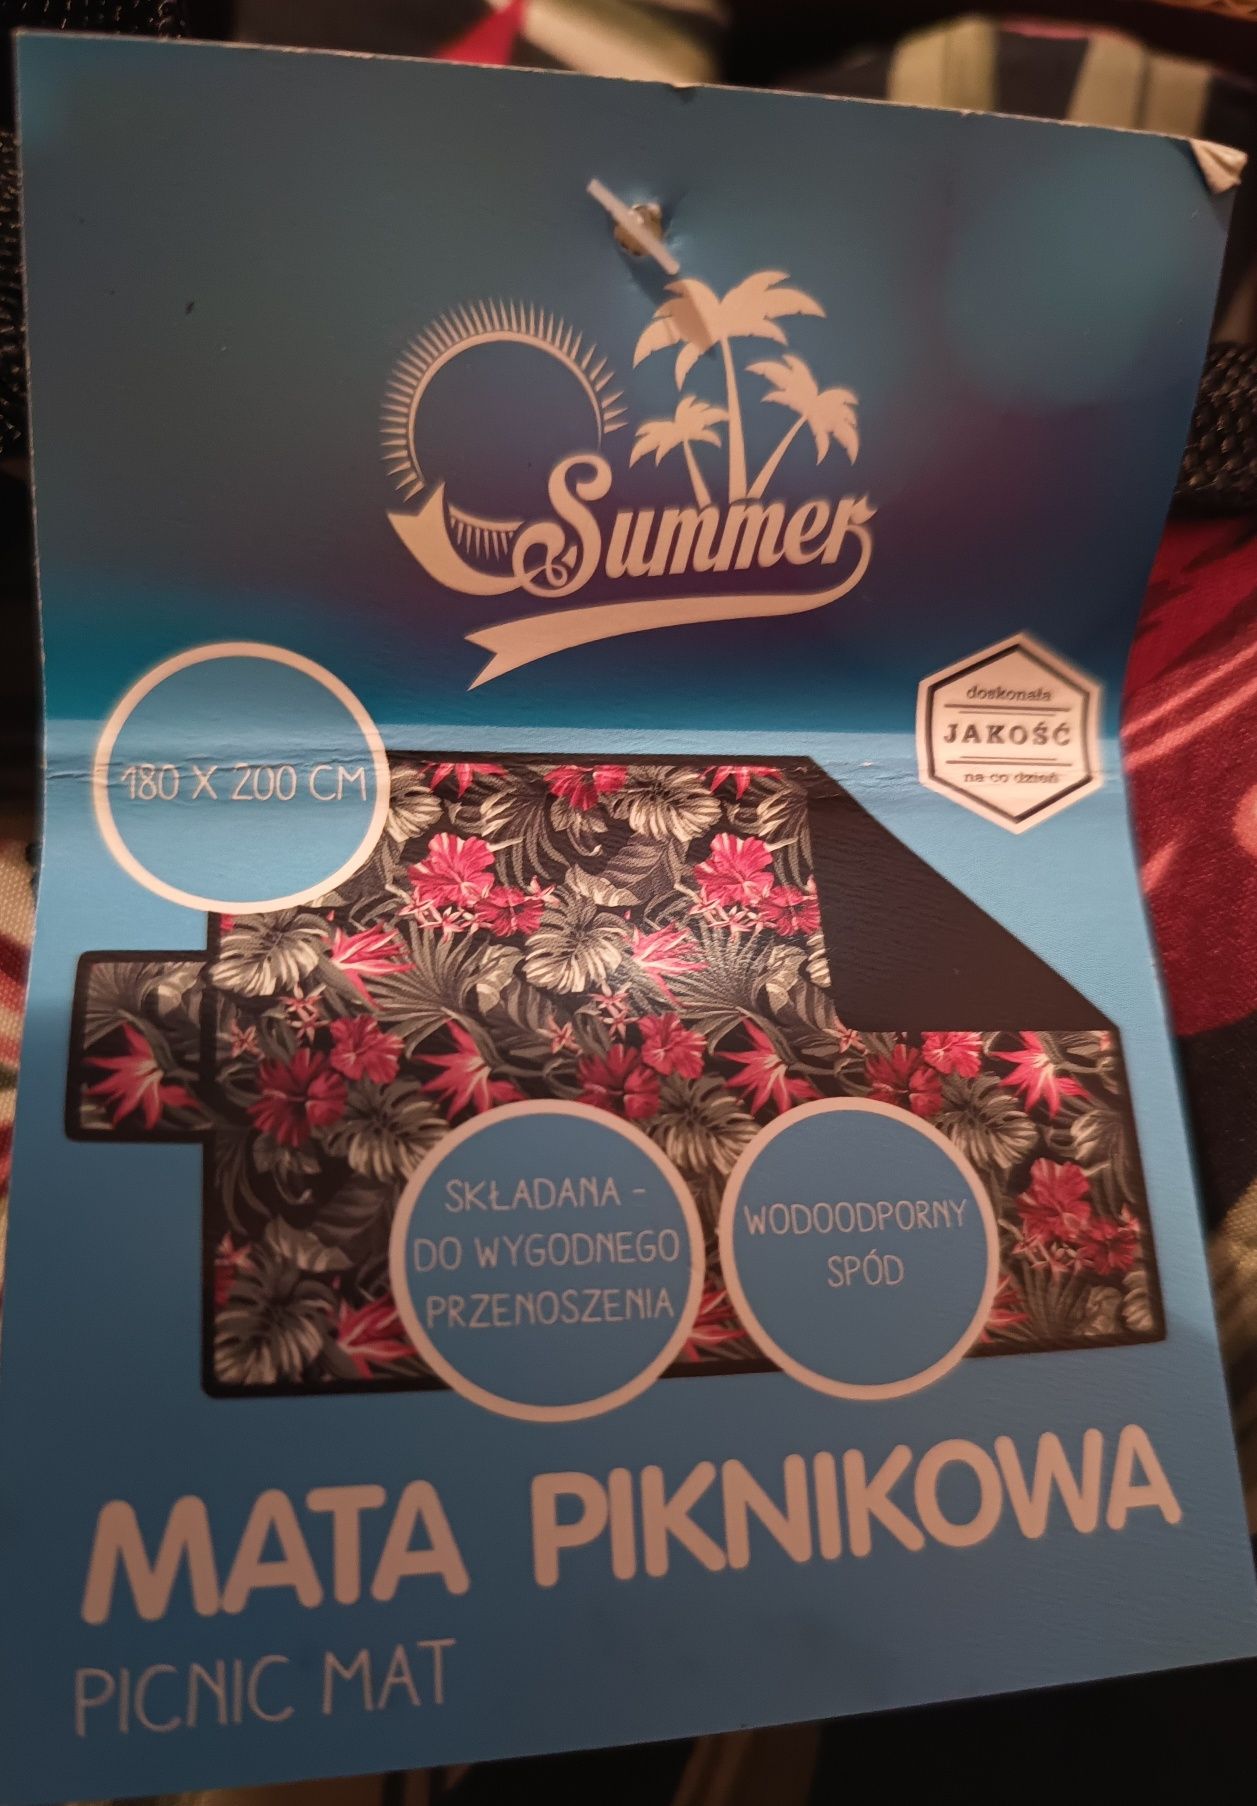 Summer
doskonała
JAKOŚĆ
na co dzień
180 X 200 CM
SKŁADANA -
DO WYGODNEGO
PRZENOSZENIA
WODOODPORNY
SPÓD
MATA PIKNIKOWA
PICNIC MAT